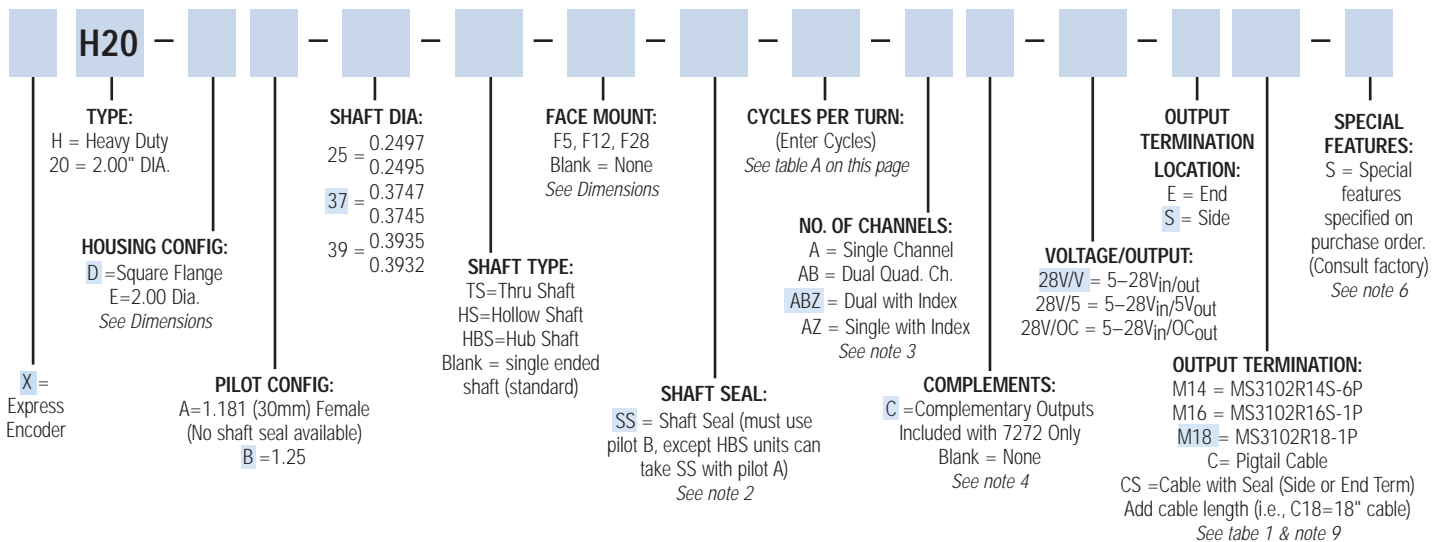 H20 – – – – – – – – –
TYPE:
H = Heavy Duty
20 = 2.00" DIA.
SHAFT DIA:
25 = 0.2497
0.2495
37 = 0.3747
0.3745
39 = 0.3935
0.3932
FACE MOUNT:
F5, F12, F28
Blank = None
See Dimensions
CYCLES PER TURN:
(Enter Cycles)
See table A on this page
OUTPUT
TERMINATION
LOCATION:
E = End
S = Side
SPECIAL
FEATURES:
S = Special
features
specified on
purchase order.
(Consult factory)
See note 6
HOUSING CONFIG:
D =Square Flange
E=2.00 Dia.
See Dimensions
SHAFT TYPE:
TS=Thru Shaft
HS=Hollow Shaft
HBS=Hub Shaft
Blank = single ended
shaft (standard)
NO. OF CHANNELS:
A = Single Channel
AB = Dual Quad. Ch.
ABZ = Dual with Index
AZ = Single with Index
See note 3
VOLTAGE/OUTPUT:
28V/V = 5–28Vin/out
28V/5 = 5–28Vin/5Vout
28V/OC = 5–28Vin/OCout
X =
Express
Encoder
PILOT CONFIG:
A=1.181 (30mm) Female
(No shaft seal available)
B =1.25
SHAFT SEAL:
SS = Shaft Seal (must use
pilot B, except HBS units can
take SS with pilot A)
See note 2
COMPLEMENTS:
C =Complementary Outputs
Included with 7272 Only
Blank = None
See note 4
OUTPUT TERMINATION:
M14 = MS3102R14S-6P
M16 = MS3102R16S-1P
M18 = MS3102R18-1P
C= Pigtail Cable
CS =Cable with Seal (Side or End Term)
Add cable length (i.e., C18=18" cable)
See tabe 1 & note 9